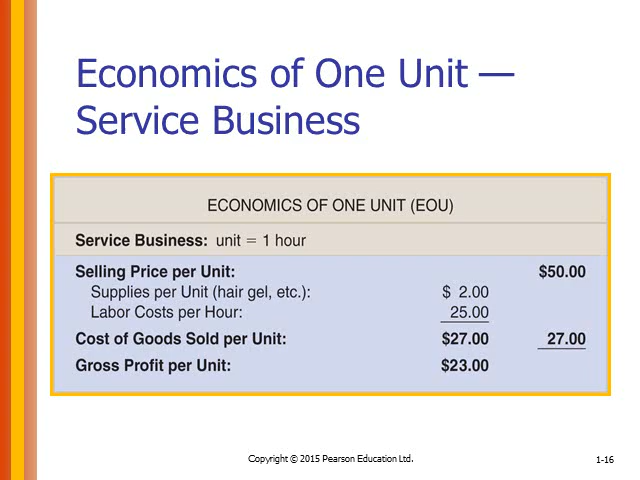 Economics of One Unit —
Service Business
ECONOMICS OF ONE UNIT (EOU)
Service Business: unit = 1 hour
Selling Price per Unit: $50.00
Supplies per Unit (hair gel, etc.): $ 2.00
Labor Costs per Hour: 25.00
Cost of Goods Sold per Unit: $27.00 27.00
Gross Profit per Unit: $23.00
Copyright © 2015 Pearson Education Ltd. 1-16